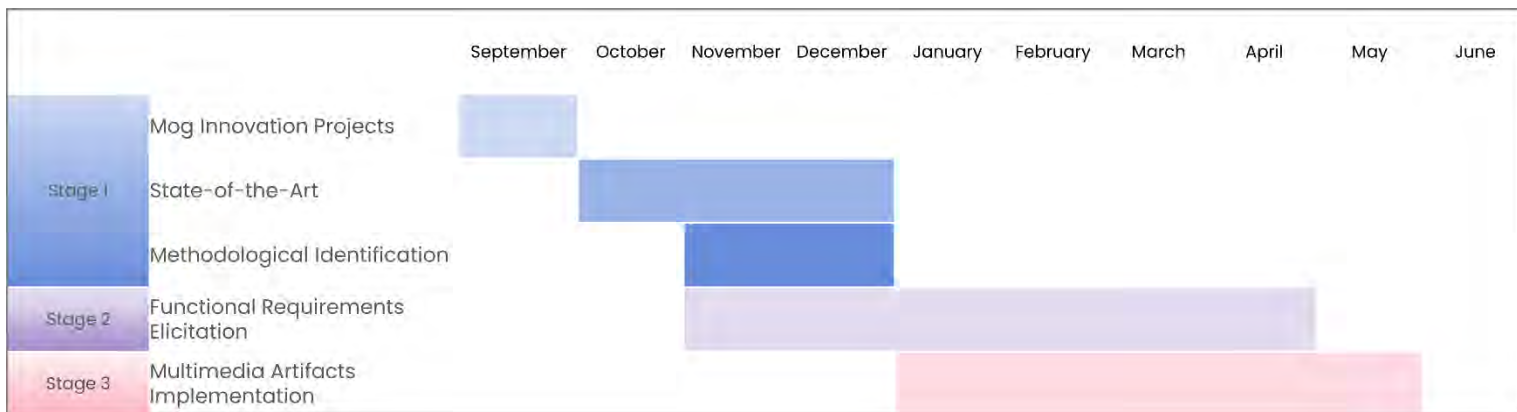 September October November December January February March April May June
Mog Innovation Projects
Stage 1 State-of-the-Art
Methodological Identification
Stage 2 Functional Requirements
Elicitation
Stage 3 Multimedia Artifacts
Implementation